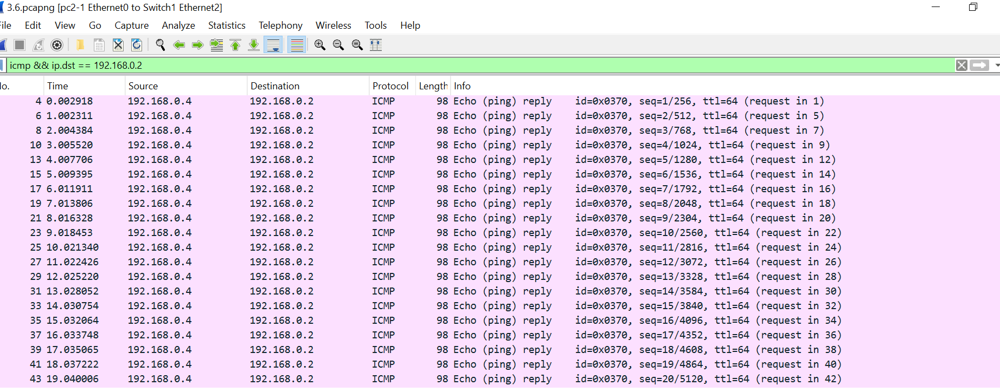 3.6.pcapng [pc2-1 Ethernet0 to Switch1 Ethernet2]
File Edit View Go Capture Analyze Statistics Telephony Wireless Tools Help
icmp && ip.dst == 192.168.0.2
No. Time Source Destination Protocol Length Info
4 0.002918 192.168.0.4 192.168.0.2 ICMP 98 Echo (ping) reply id=0x0370, seq=1/256, ttl=64 (request in 1)
6 1.002311 192.168.0.4 192.168.0.2 ICMP 98 Echo (ping) reply id=0x0370, seq=2/512, ttl=64 (request in 5)
8 2.004384 192.168.0.4 192.168.0.2 ICMP 98 Echo (ping) reply id=0x0370, seq=3/768, ttl=64 (request in 7)
10 3.005520 192.168.0.4 192.168.0.2 ICMP 98 Echo (ping) reply id=0x0370, seq=4/1024, ttl=64 (request in 9)
13 4.007706 192.168.0.4 192.168.0.2 ICMP 98 Echo (ping) reply id=0x0370, seq=5/1280, ttl=64 (request in 12)
15 5.009395 192.168.0.4 192.168.0.2 ICMP 98 Echo (ping) reply id=0x0370, seq=6/1536, ttl=64 (request in 14)
17 6.011911 192.168.0.4 192.168.0.2 ICMP 98 Echo (ping) reply id=0x0370, seq=7/1792, ttl=64 (request in 16)
19 7.013806 192.168.0.4 192.168.0.2 ICMP 98 Echo (ping) reply id=0x0370, seq=8/2048, ttl=64 (request in 18)
21 8.016328 192.168.0.4 192.168.0.2 ICMP 98 Echo (ping) reply id=0x0370, seq=9/2304, ttl=64 (request in 20)
23 9.018453 192.168.0.4 192.168.0.2 ICMP 98 Echo (ping) reply id=0x0370, seq=10/2560, ttl=64 (request in 22)
25 10.021340 192.168.0.4 192.168.0.2 ICMP 98 Echo (ping) reply id=0x0370, seq=11/2816, ttl=64 (request in 24)
27 11.022426 192.168.0.4 192.168.0.2 ICMP 98 Echo (ping) reply id=0x0370, seq=12/3072, ttl=64 (request in 26)
29 12.025220 192.168.0.4 192.168.0.2 ICMP 98 Echo (ping) reply id=0x0370, seq=13/3328, ttl=64 (request in 28)
31 13.028052 192.168.0.4 192.168.0.2 ICMP 98 Echo (ping) reply id=0x0370, seq=14/3584, ttl=64 (request in 30)
33 14.030754 192.168.0.4 192.168.0.2 ICMP 98 Echo (ping) reply id=0x0370, seq=15/3840, ttl=64 (request in 32)
35 15.032064 192.168.0.4 192.168.0.2 ICMP 98 Echo (ping) reply id=0x0370, seq=16/4096, ttl=64 (request in 34)
37 16.033748 192.168.0.4 192.168.0.2 ICMP 98 Echo (ping) reply id=0x0370, seq=17/4352, ttl=64 (request in 36)
39 17.035065 192.168.0.4 192.168.0.2 ICMP 98 Echo (ping) reply id=0x0370, seq=18/4608, ttl=64 (request in 38)
41 18.037222 192.168.0.4 192.168.0.2 ICMP 98 Echo (ping) reply id=0x0370, seq=19/4864, ttl=64 (request in 40)
43 19.040006 192.168.0.4 192.168.0.2 ICMP 98 Echo (ping) reply id=0x0370, seq=20/5120, ttl=64 (request in 42)